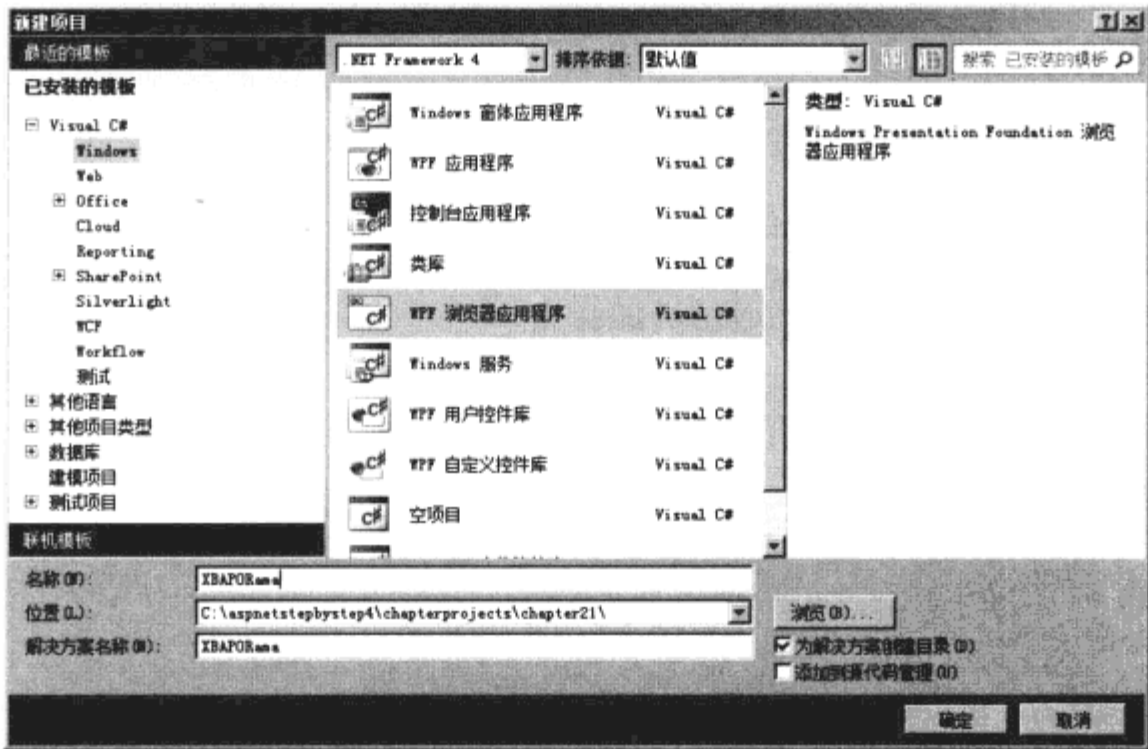 新建项目
最近的模板
.NET Framework 4
排序依据:
默认值
搜索 已安装的模板
已安装的模板
Visual C#
Windows
Web
Office
Cloud
Reporting
SharePoint
Silverlight
WCF
Workflow
测试
其他语言
其他项目类型
数据库
建模项目
测试项目
联机模板
Windows 窗体应用程序 Visual C#
WPF 应用程序 Visual C#
控制台应用程序 Visual C#
类库 Visual C#
WPF 浏览器应用程序 Visual C#
Windows 服务 Visual C#
WPF 用户控件库 Visual C#
WPF 自定义控件库 Visual C#
空项目 Visual C#
类型: Visual C#
Windows Presentation Foundation 浏览
器应用程序
名称(N):
XBAPORama
位置(L):
C:\aspnetstepbystep4\chapterprojects\chapter21\
浏览(B)...
解决方案名称(M):
XBAPORama
为解决方案创建目录(D)
添加到源代码管理(U)
确定
取消